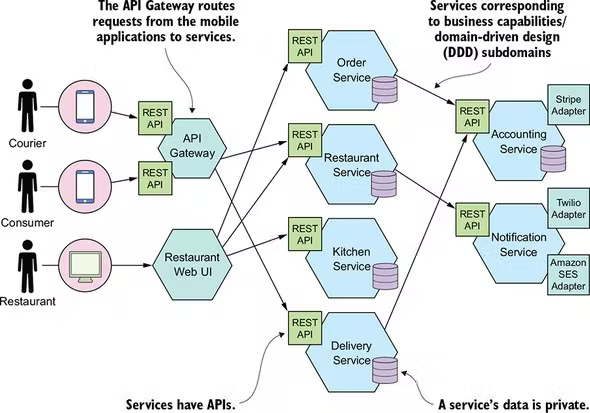 The API Gateway routes
requests from the mobile
applications to services.
Services corresponding
to business capabilities/
domain-driven design
(DDD) subdomains
Courier
REST
API
API
Gateway
REST
API
Consumer
Restaurant
Restaurant
Web UI
REST
API
Order
Service
REST
API
Restaurant
Service
REST
API
Kitchen
Service
REST
API
Delivery
Service
REST
API
Accounting
Service
Stripe
Adapter
REST
API
Notification
Service
Twilio
Adapter
Amazon
SES
Adapter
Services have APIs.
A service's data is private.